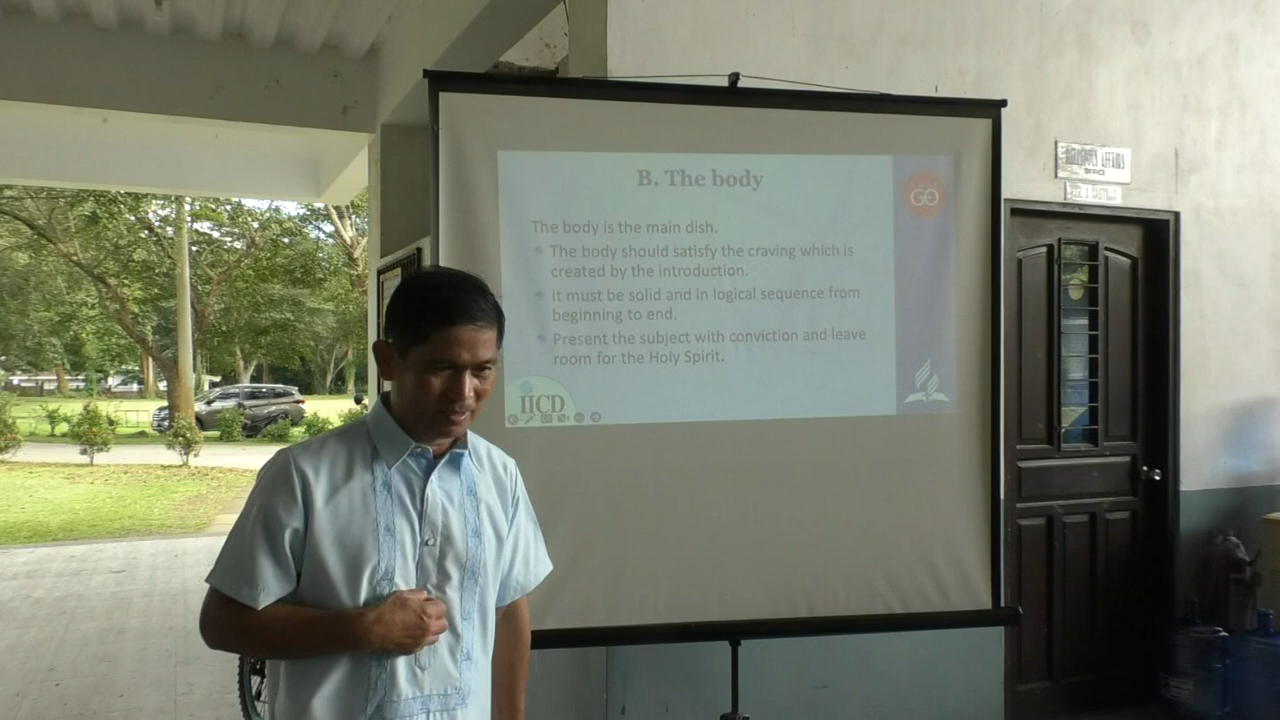 B. The body
GO
The body is the main dish.
The body should satisfy the craving which is
created by the introduction.
It must be solid and in logical sequence from
beginning to end.
Present the subject with conviction and leave
room for the Holy Spirit.
IICD
RELIGIOUS AFFAIRS